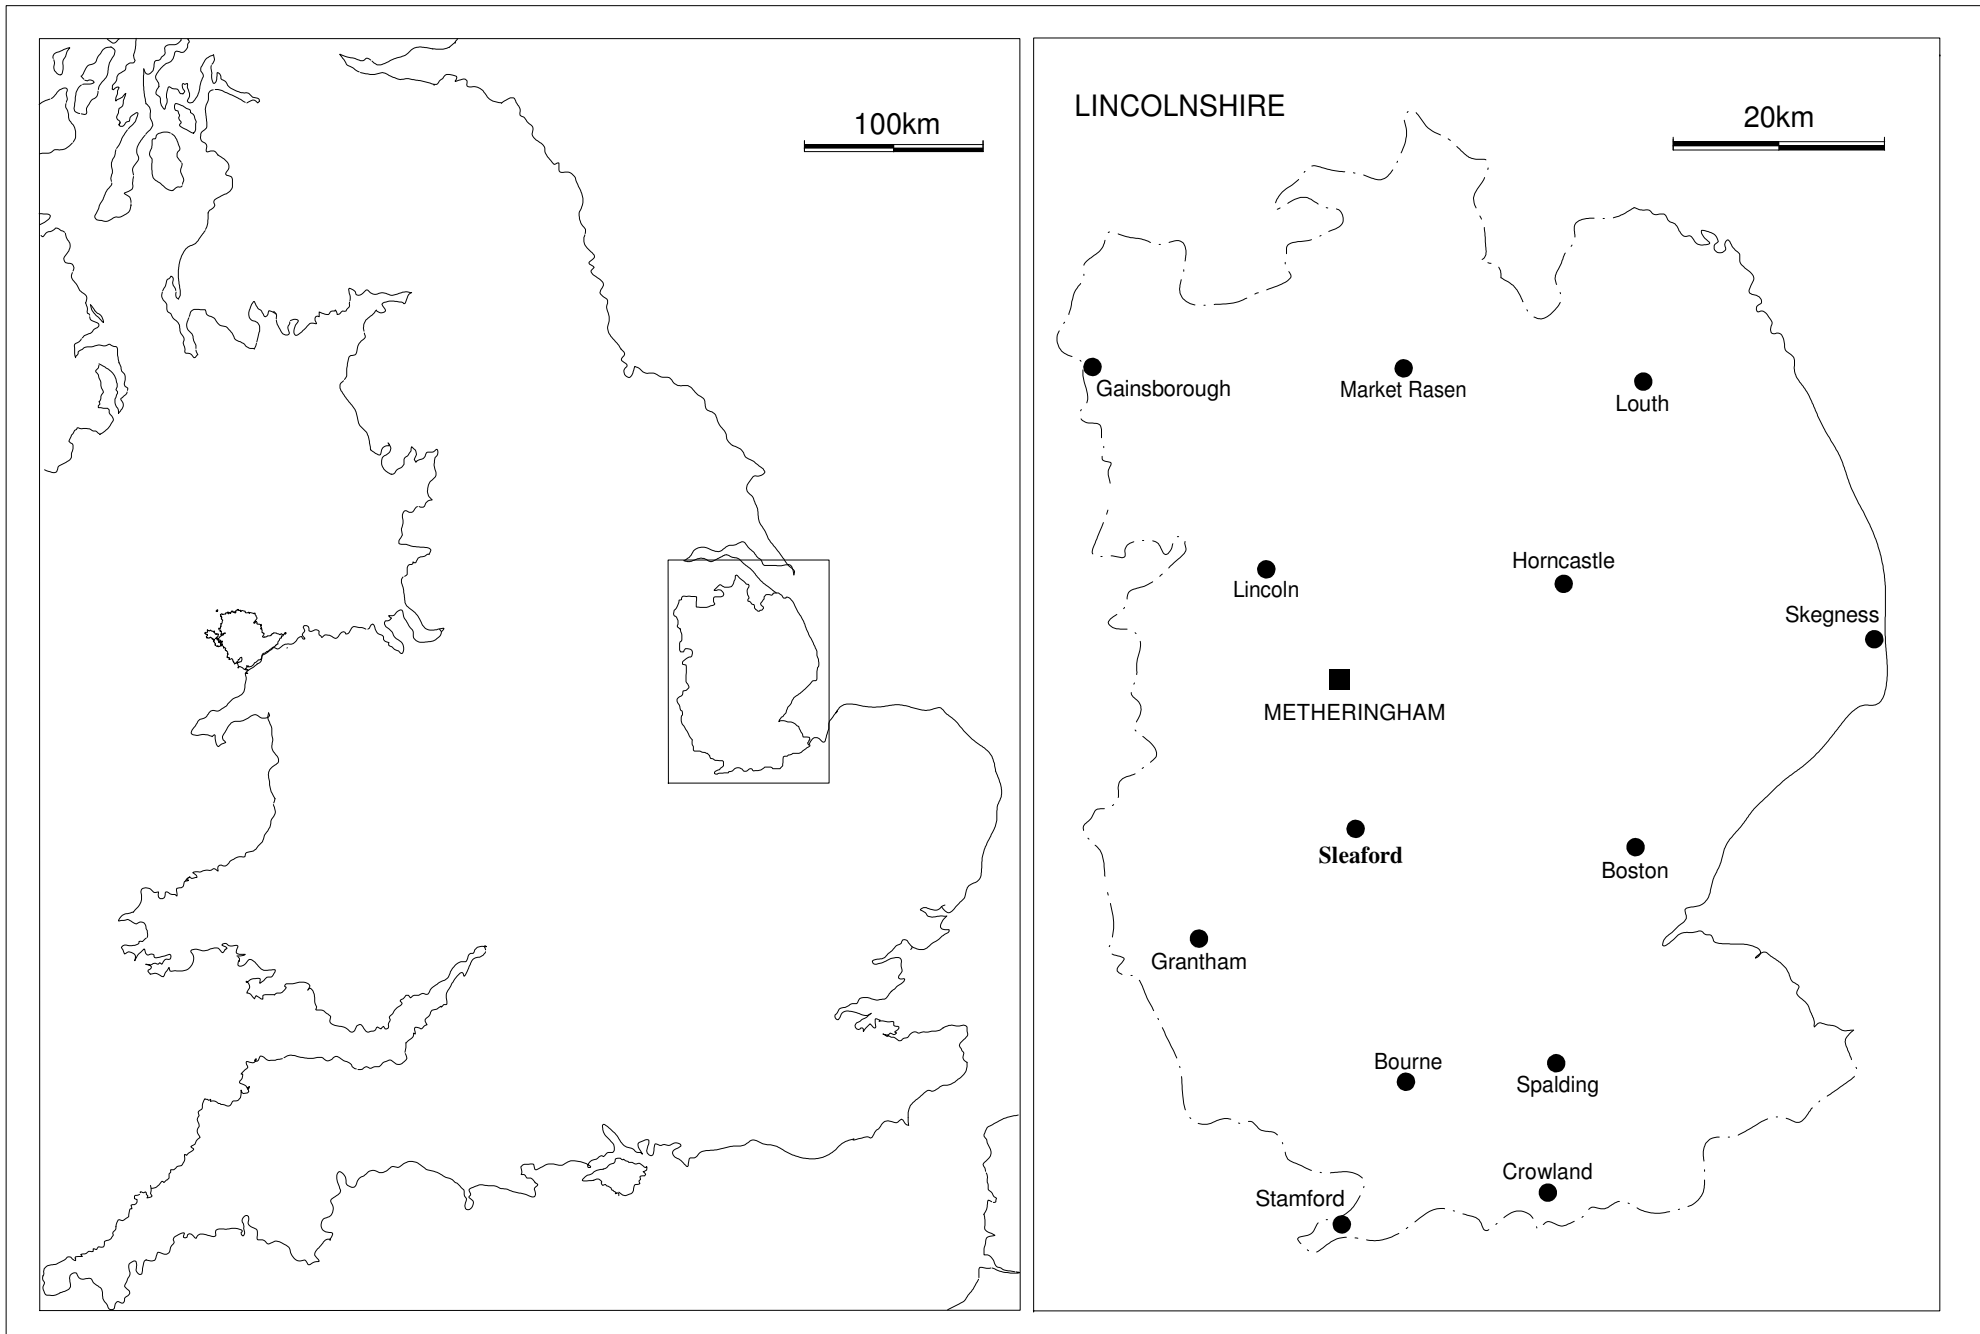 100km
LINCOLNSHIRE
20km
Gainsborough
Market Rasen
Louth
Lincoln
Horncastle
Skegness
METHERINGHAM
Sleaford
Boston
Grantham
Bourne
Spalding
Crowland
Stamford